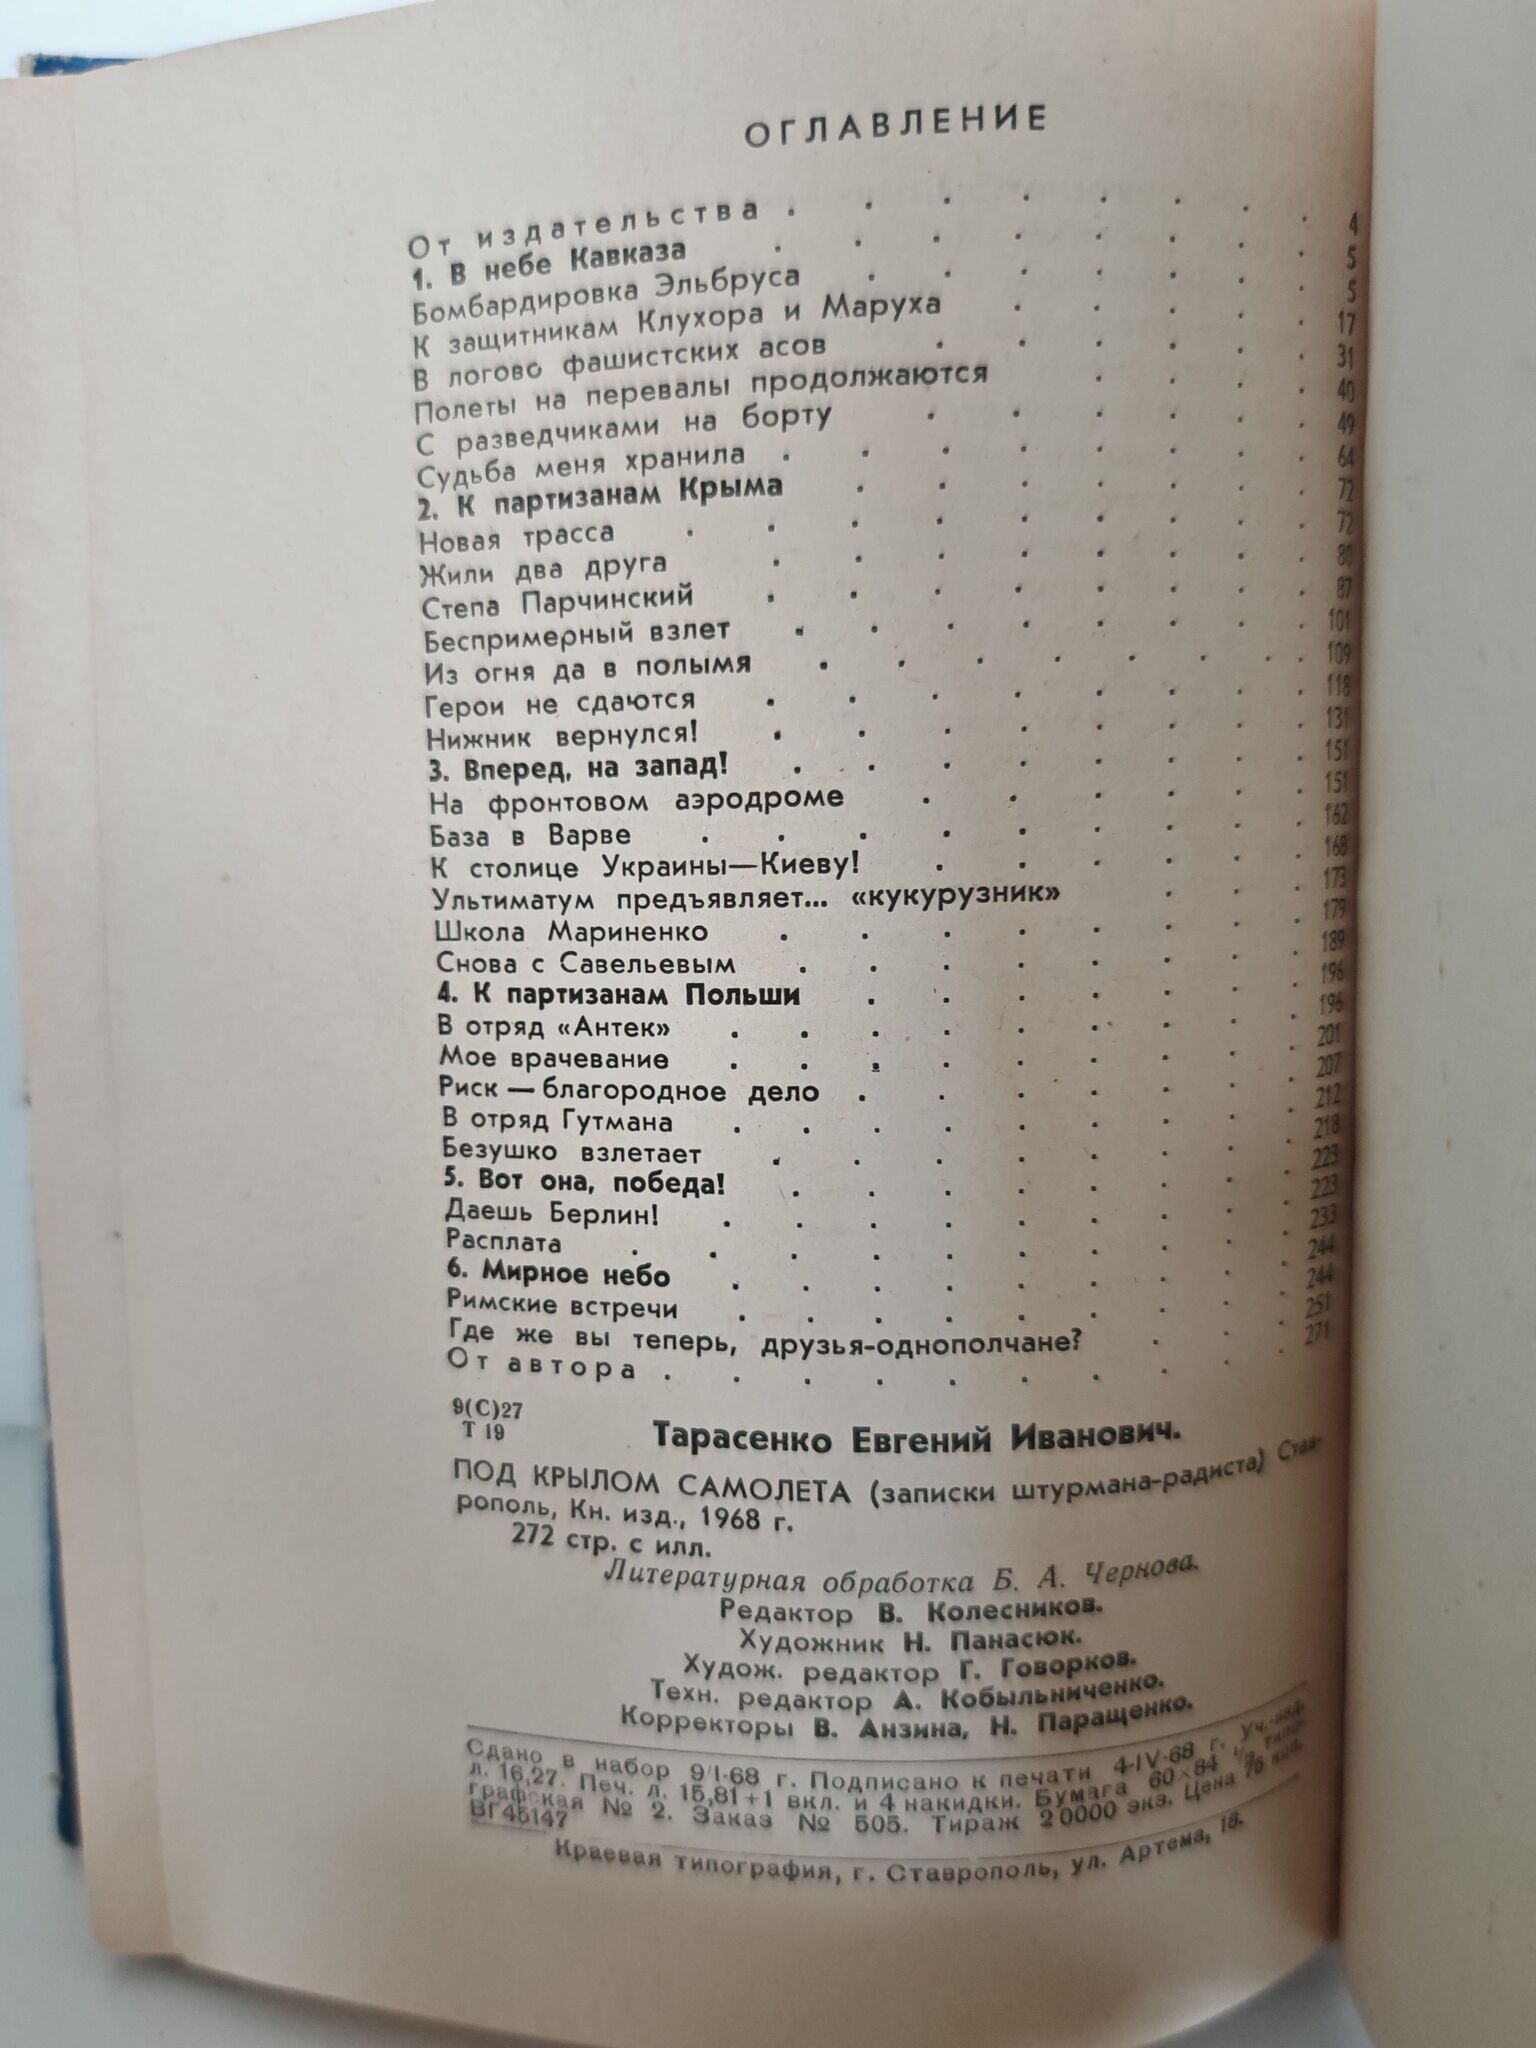 ОГЛАВЛЕНИЕ
От издательства . . . . . . . . 4
1. В небе Кавказа . . . . . . . . 5
Бомбардировка Эльбруса . . . . . . 5
К защитникам Клухора и Маруха . . . . . 17
В логово фашистских асов . . . . . . 31
Полеты на перевалы продолжаются . . . . 40
С разведчиками на борту . . . . . . 49
Судьба меня хранила . . . . . . . . 64
2. К партизанам Крыма . . . . . . . 72
Новая трасса . . . . . . . . . 72
Жили два друга . . . . . . . . 80
Степа Парчинский . . . . . . . . 87
Беспримерный взлет . . . . . . . . 101
Из огня да в полымя . . . . . . . . 109
Герои не сдаются . . . . . . . . 118
Нижник вернулся! . . . . . . . . 131
3. Вперед, на запад! . . . . . . . . 151
На фронтовом аэродроме . . . . . . 151
База в Варве . . . . . . . . . 162
К столице Украины—Киеву! . . . . . . 168
Ультиматум предъявляет... «кукурузник» . . . 173
Школа Мариненко . . . . . . . . 179
Снова с Савельевым . . . . . . . . 189
4. К партизанам Польши . . . . . . . 196
В отряд «Антек» . . . . . . . . . 196
Мое врачевание . . . . . . . . . 201
Риск — благородное дело . . . . . . . 207
В отряд Гутмана . . . . . . . . . 212
Безушко взлетает . . . . . . . . 218
5. Вот она, победа! . . . . . . . . 223
Даешь Берлин! . . . . . . . . . 223
Расплата . . . . . . . . . . 233
6. Мирное небо . . . . . . . . . 244
Римские встречи . . . . . . . . . 244
Где же вы теперь, друзья-однополчане? . . . 251
От автора . . . . . . . . . 271
9(С)27
Т 19
Тарасенко Евгений Иванович.
ПОД КРЫЛОМ САМОЛЕТА (записки штурмана-радиста) Став-
рополь, Кн. изд., 1968 г.
272 стр. с илл.
Литературная обработка Б. А. Чернова.
Редактор В. Колесников.
Художник Н. Панасюк.
Худож. редактор Г. Говорков.
Техн. редактор А. Кобыльниченко.
Корректоры В. Анзина, Н. Паращенко.
Сдано в набор 9/I-68 г. Подписано к печати 4-IV-68 г. Уч.-изд.
л. 16,27. Печ. л. 15,81+1 вкл. и 4 накидки. Бумага 60×84 1/16 типо-
графская № 2. Заказ № 505. Тираж 20000 экз. Цена 76 коп.
ВГ45147
Краевая типография, г. Ставрополь, ул. Артема, 18.